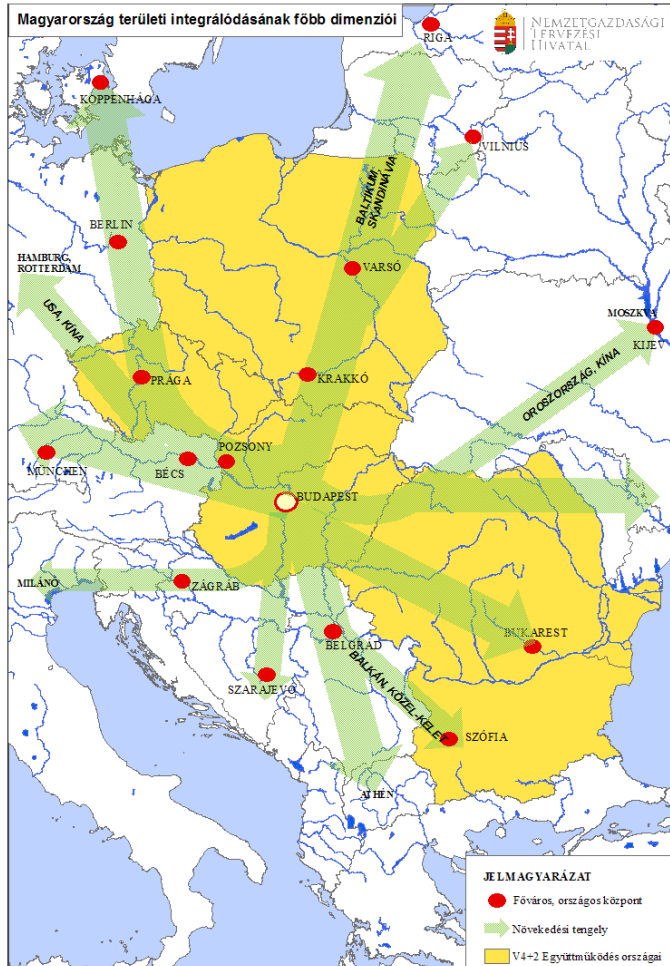 Magyarország területi integrálódásának főbb dimenziói
NEMZETGAZDASÁGI
TERVEZÉSI
HIVATAL
RIGA
KOPPENHÁGA
VILNIUS
BALTIKUM,
SKANDINÁVIA
BERLIN
HAMBURG,
ROTTERDAM
VARSÓ
USA, KÍNA
MOSZKVA
KIJEV
OROSZORSZÁG, KÍNA
PRÁGA
KRAKKÓ
POZSONY
BÉCS
MÜNCHEN
BUDAPEST
MILÁNÓ
ZÁGRÁB
BELGRÁD
BUKAREST
BALKÁN, KÖZEL-KELET
SZARAJEVO
SZÓFIA
ATHÉN
JELMAGYARÁZAT
Főváros, országos központ
Növekedési tengely
V4+2 Együttműködés országai